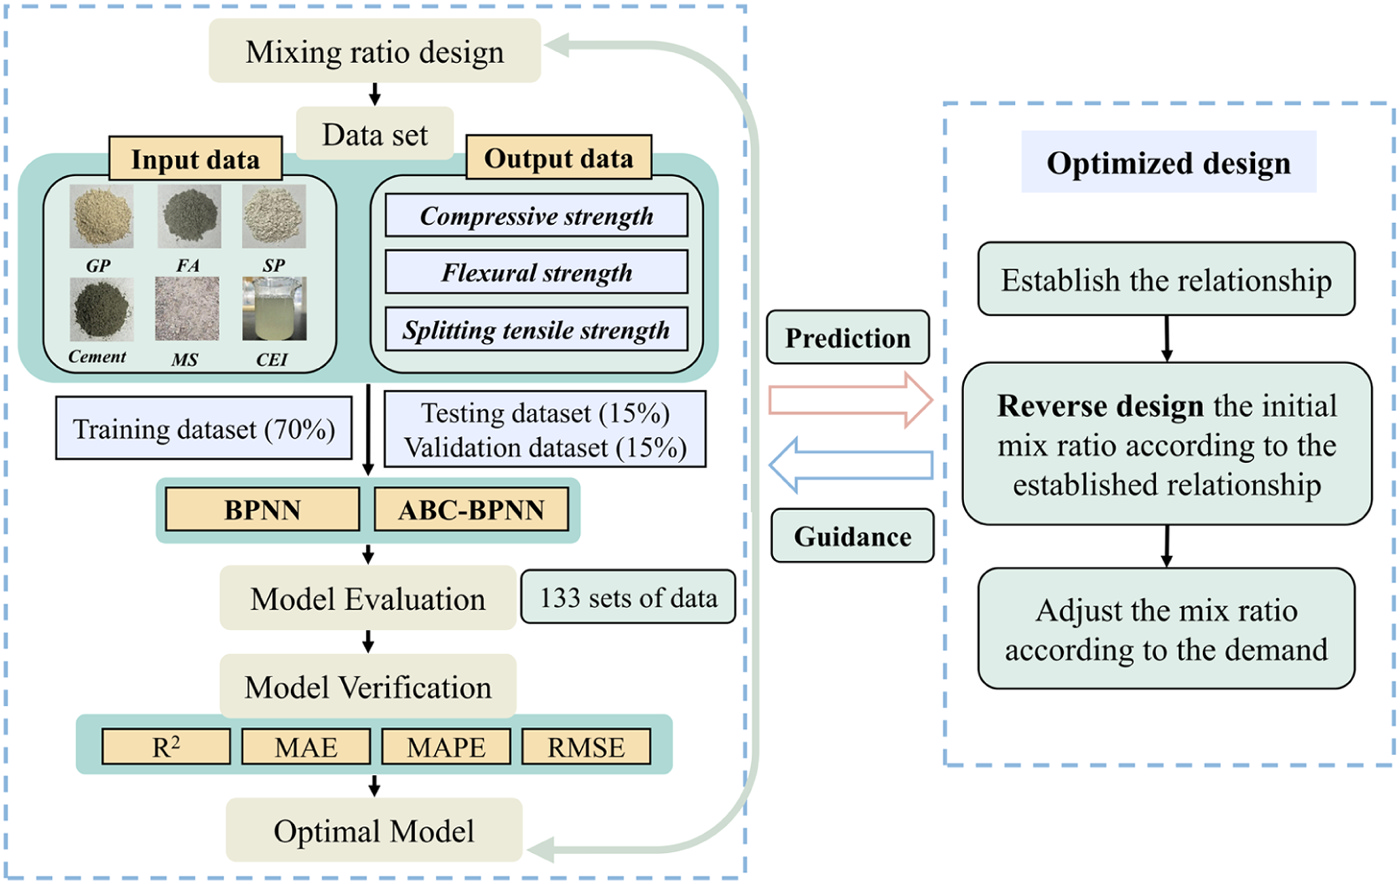 Mixing ratio design
Data set
Input data
Output data
GP
FA
SP
Cement
MS
CEI
Compressive strength
Flexural strength
Splitting tensile strength
Training dataset (70%)
Testing dataset (15%)
Validation dataset (15%)
BPNN
ABC-BPNN
Model Evaluation
133 sets of data
Model Verification
R²
MAE
MAPE
RMSE
Optimal Model
Prediction
Guidance
Optimized design
Establish the relationship
Reverse design the initial
mix ratio according to the
established relationship
Adjust the mix ratio
according to the demand